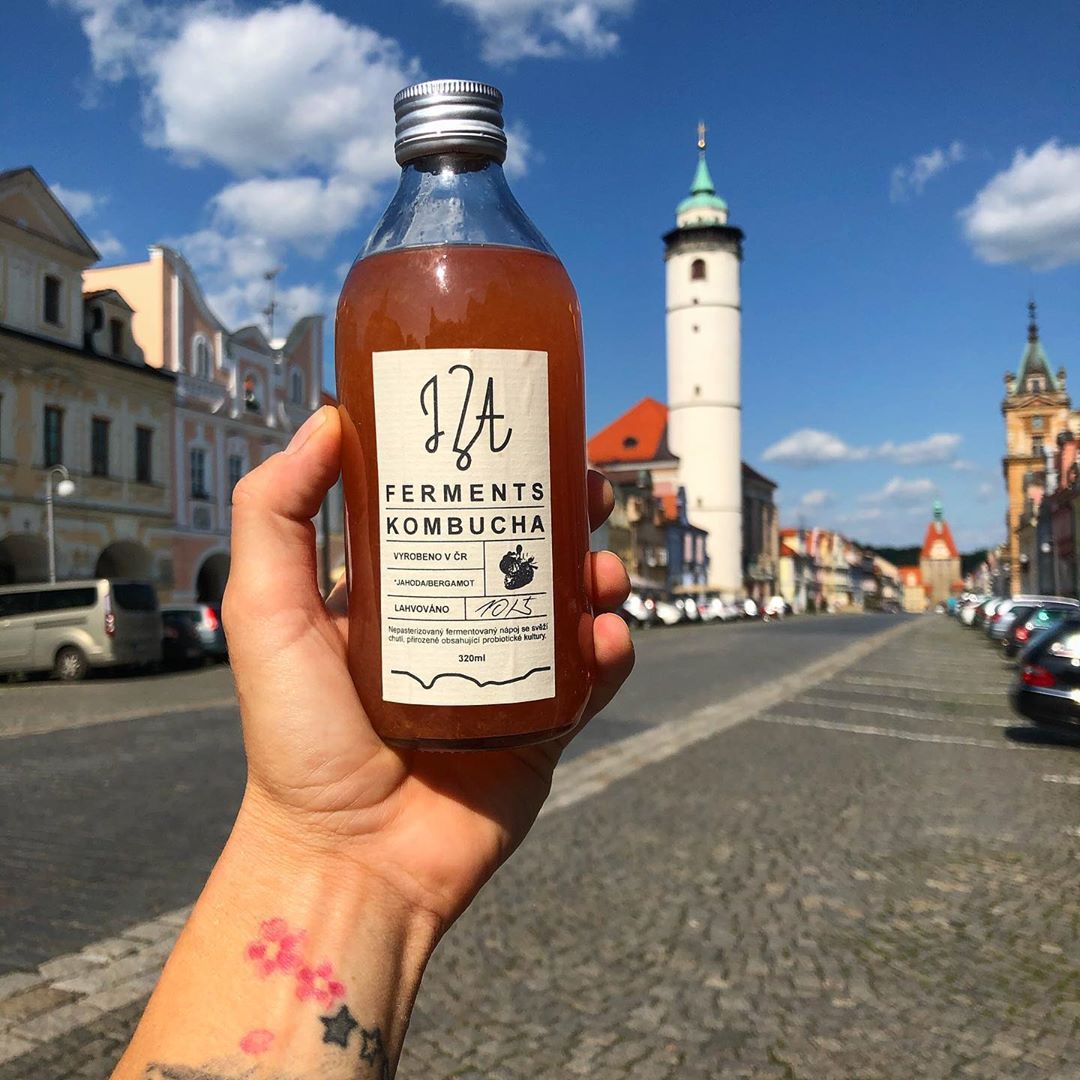 IZA
FERMENTS
KOMBUCHA
VYROBENO V ČR
*JAHODA/BERGAMOT
LAHVOVÁNO 10/5
Nepasterizovaný fermentovaný nápoj se svěží
chutí, přirozeně obsahující probiotické kultury.
320ml